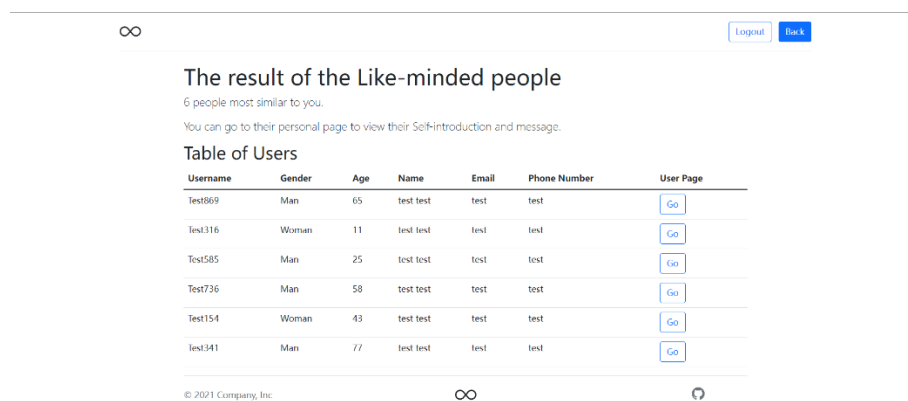 Logout Back
The result of the Like-minded people
6 people most similar to you.
You can go to their personal page to view their Self-introduction and message.
Table of Users
Username Gender Age Name Email Phone Number User Page
Test869 Man 65 test test test test Go
Test316 Woman 11 test test test test Go
Test585 Man 25 test test test test Go
Test736 Man 58 test test test test Go
Test154 Woman 43 test test test test Go
Test341 Man 77 test test test test Go
© 2021 Company, Inc